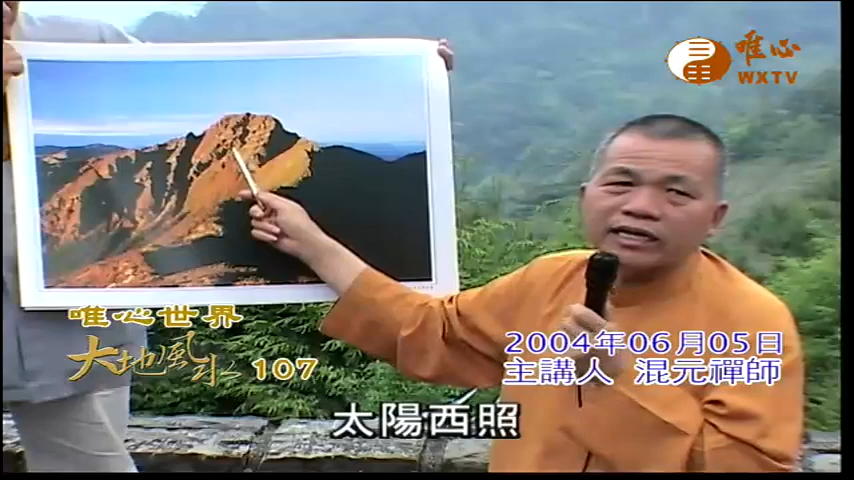 唯心
WXTV
唯心世界
大地風水 107
2004年06月05日
主講人 混元禪師
太陽西照